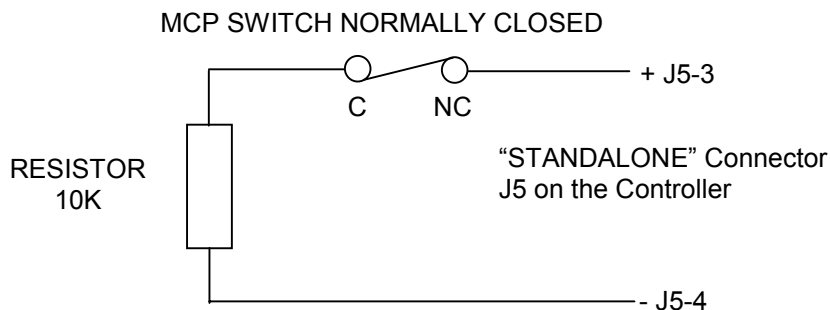 MCP SWITCH NORMALLY CLOSED
+ J5-3
C NC
“STANDALONE” Connector
J5 on the Controller
RESISTOR
10K
- J5-4